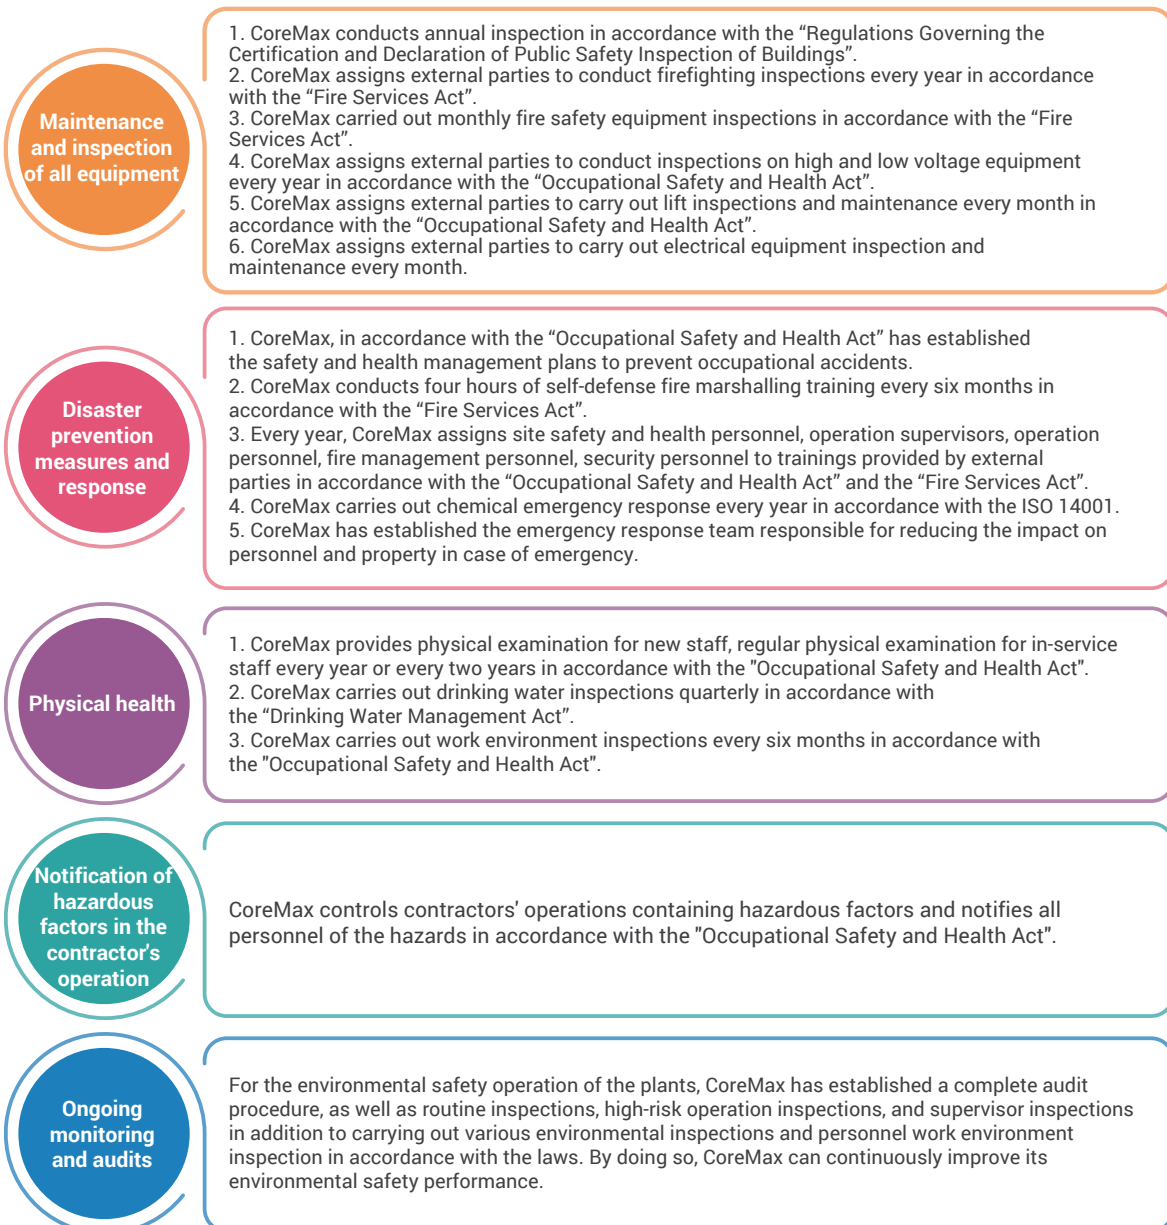 Maintenance
and inspection
of all equipment
1. CoreMax conducts annual inspection in accordance with the “Regulations Governing the
Certification and Declaration of Public Safety Inspection of Buildings”.
2. CoreMax assigns external parties to conduct firefighting inspections every year in accordance
with the “Fire Services Act”.
3. CoreMax carried out monthly fire safety equipment inspections in accordance with the “Fire
Services Act”.
4. CoreMax assigns external parties to conduct inspections on high and low voltage equipment
every year in accordance with the “Occupational Safety and Health Act”.
5. CoreMax assigns external parties to carry out lift inspections and maintenance every month in
accordance with the “Occupational Safety and Health Act”.
6. CoreMax assigns external parties to carry out electrical equipment inspection and
maintenance every month.
Disaster
prevention
measures and
response
1. CoreMax, in accordance with the “Occupational Safety and Health Act” has established
the safety and health management plans to prevent occupational accidents.
2. CoreMax conducts four hours of self-defense fire marshalling training every six months in
accordance with the “Fire Services Act”.
3. Every year, CoreMax assigns site safety and health personnel, operation supervisors, operation
personnel, fire management personnel, security personnel to trainings provided by external
parties in accordance with the “Occupational Safety and Health Act” and the “Fire Services Act”.
4. CoreMax carries out chemical emergency response every year in accordance with the ISO 14001.
5. CoreMax has established the emergency response team responsible for reducing the impact on
personnel and property in case of emergency.
Physical health
1. CoreMax provides physical examination for new staff, regular physical examination for in-service
staff every year or every two years in accordance with the "Occupational Safety and Health Act".
2. CoreMax carries out drinking water inspections quarterly in accordance with
the “Drinking Water Management Act”.
3. CoreMax carries out work environment inspections every six months in accordance with
the "Occupational Safety and Health Act".
Notification of
hazardous
factors in the
contractor's
operation
CoreMax controls contractors' operations containing hazardous factors and notifies all
personnel of the hazards in accordance with the "Occupational Safety and Health Act".
Ongoing
monitoring
and audits
For the environmental safety operation of the plants, CoreMax has established a complete audit
procedure, as well as routine inspections, high-risk operation inspections, and supervisor inspections
in addition to carrying out various environmental inspections and personnel work environment
inspection in accordance with the laws. By doing so, CoreMax can continuously improve its
environmental safety performance.